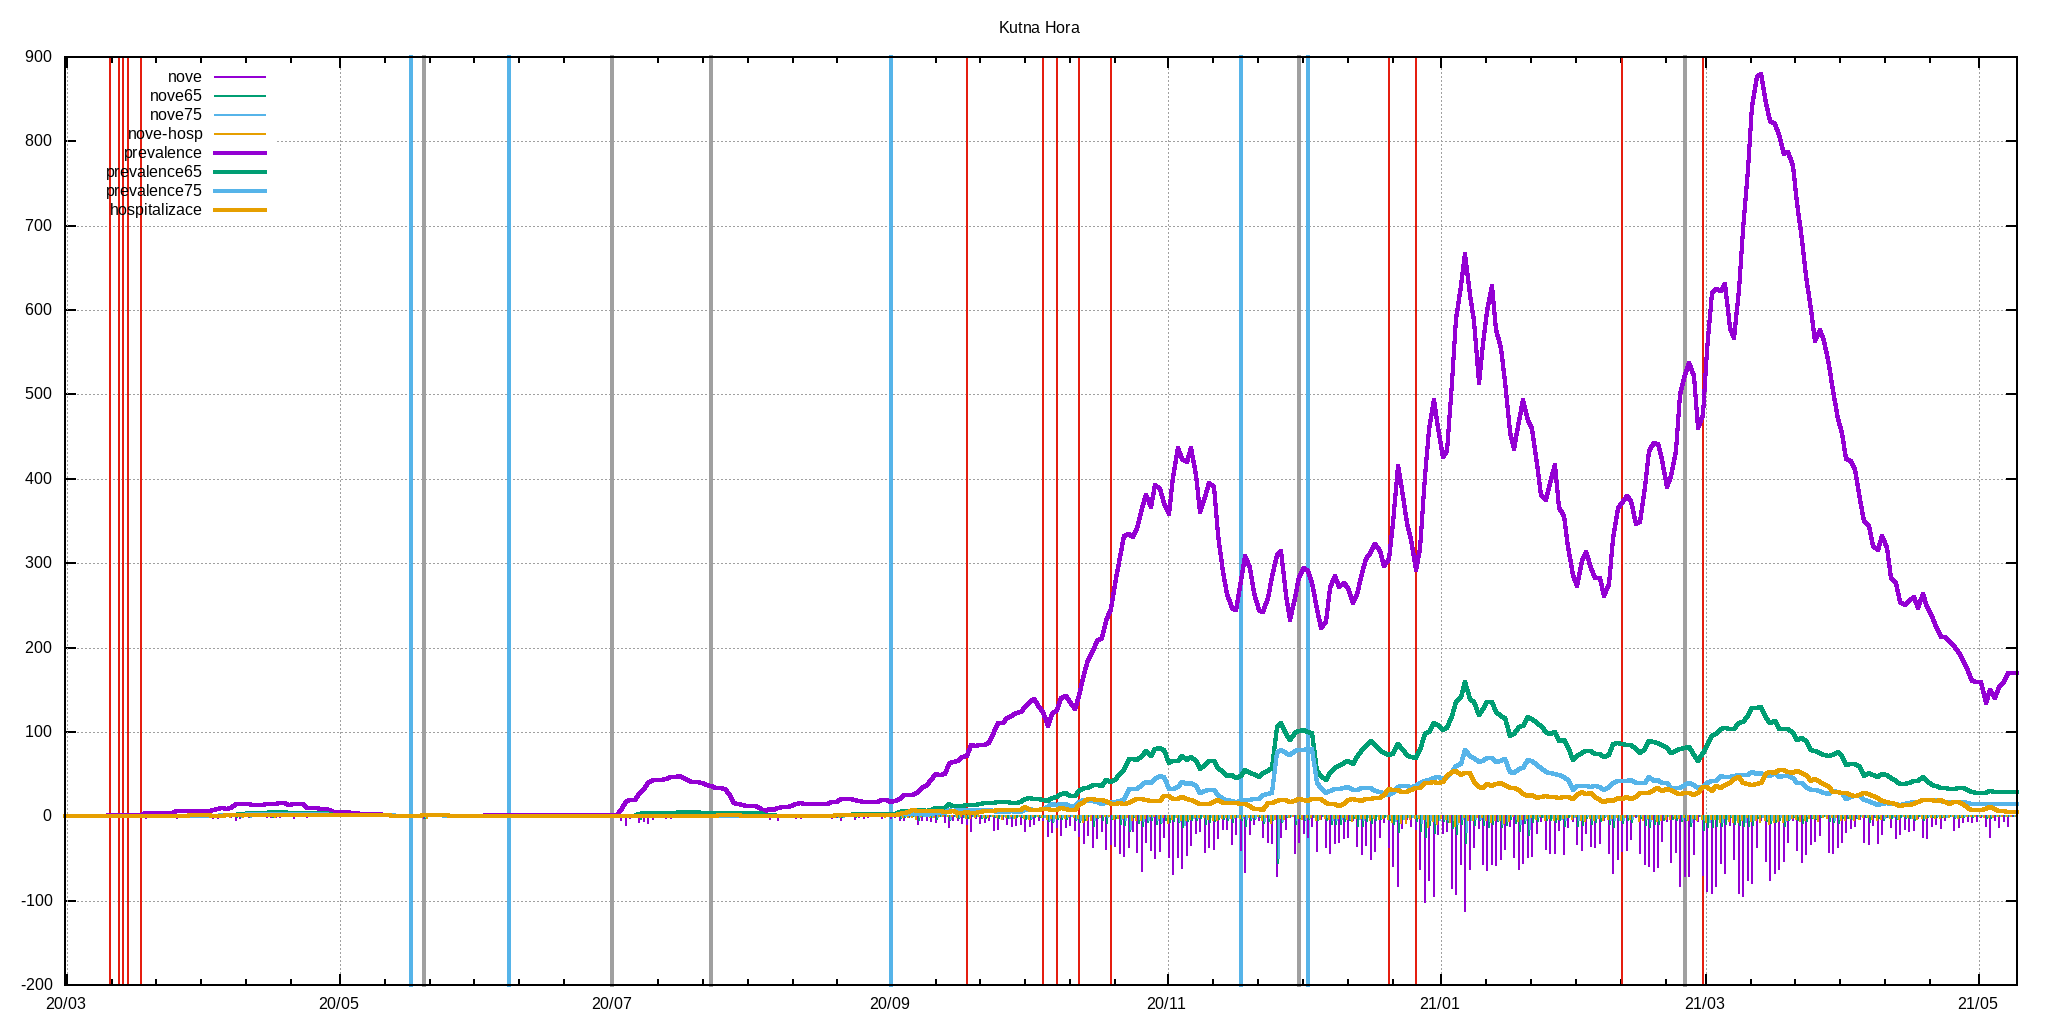 Kutna Hora
900
800
700
600
500
400
300
200
100
0
-100
-200
nove
nove65
nove75
nove-hosp
prevalence
prevalence65
prevalence75
hospitalizace
20/03 20/05 20/07 20/09 20/11 21/01 21/03 21/05